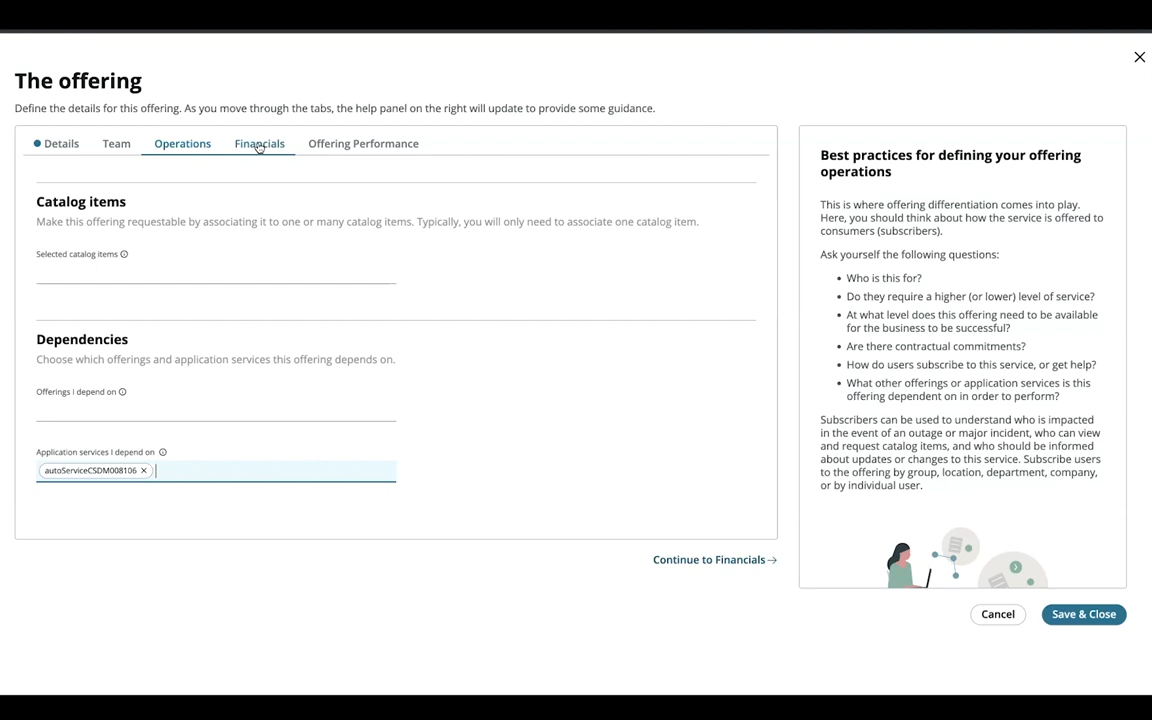 The offering
Define the details for this offering. As you move through the tabs, the help panel on the right will update to provide some guidance.
Details Team Operations Financials Offering Performance
Catalog items
Make this offering requestable by associating it to one or many catalog items. Typically, you will only need to associate one catalog item.
Selected catalog items
Dependencies
Choose which offerings and application services this offering depends on.
Offerings I depend on
Application services I depend on
autoServiceCSDM008106
Continue to Financials
Best practices for defining your offering
operations
This is where offering differentiation comes into play.
Here, you should think about how the service is offered to
consumers (subscribers).
Ask yourself the following questions:
• Who is this for?
• Do they require a higher (or lower) level of service?
• At what level does this offering need to be available
for the business to be successful?
• Are there contractual commitments?
• How do users subscribe to this service, or get help?
• What other offerings or application services is this
offering dependent on in order to perform?
Subscribers can be used to understand who is impacted
in the event of an outage or major incident, who can view
and request catalog items, and who should be informed
about updates or changes to this service. Subscribe users
to the offering by group, location, department, company,
or by individual user.
Cancel Save & Close